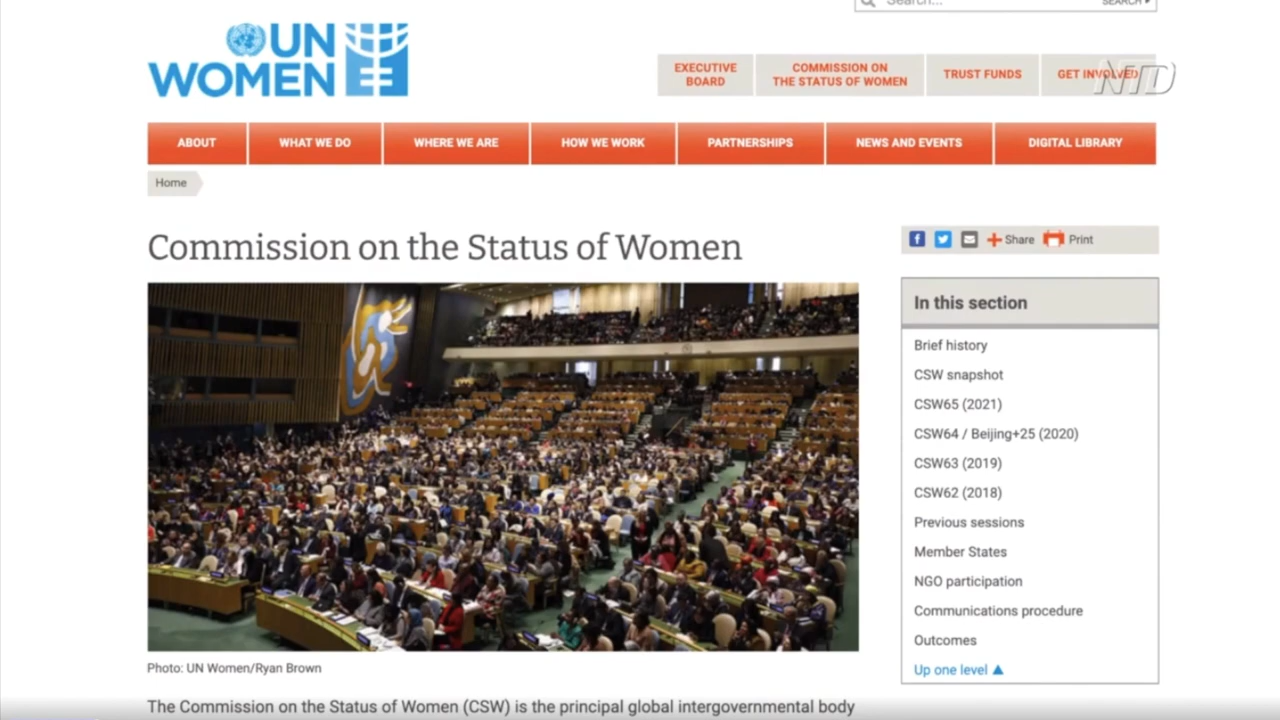 Search...
SEARCH
UN
WOMEN
EXECUTIVE
BOARD
COMMISSION ON
THE STATUS OF WOMEN
TRUST FUNDS
GET INVOLVED
NTD
ABOUT
WHAT WE DO
WHERE WE ARE
HOW WE WORK
PARTNERSHIPS
NEWS AND EVENTS
DIGITAL LIBRARY
Home
Commission on the Status of Women
Share
Print
In this section
Brief history
CSW snapshot
CSW65 (2021)
CSW64 / Beijing+25 (2020)
CSW63 (2019)
CSW62 (2018)
Previous sessions
Member States
NGO participation
Communications procedure
Outcomes
Up one level
Photo: UN Women/Ryan Brown
The Commission on the Status of Women (CSW) is the principal global intergovernmental body